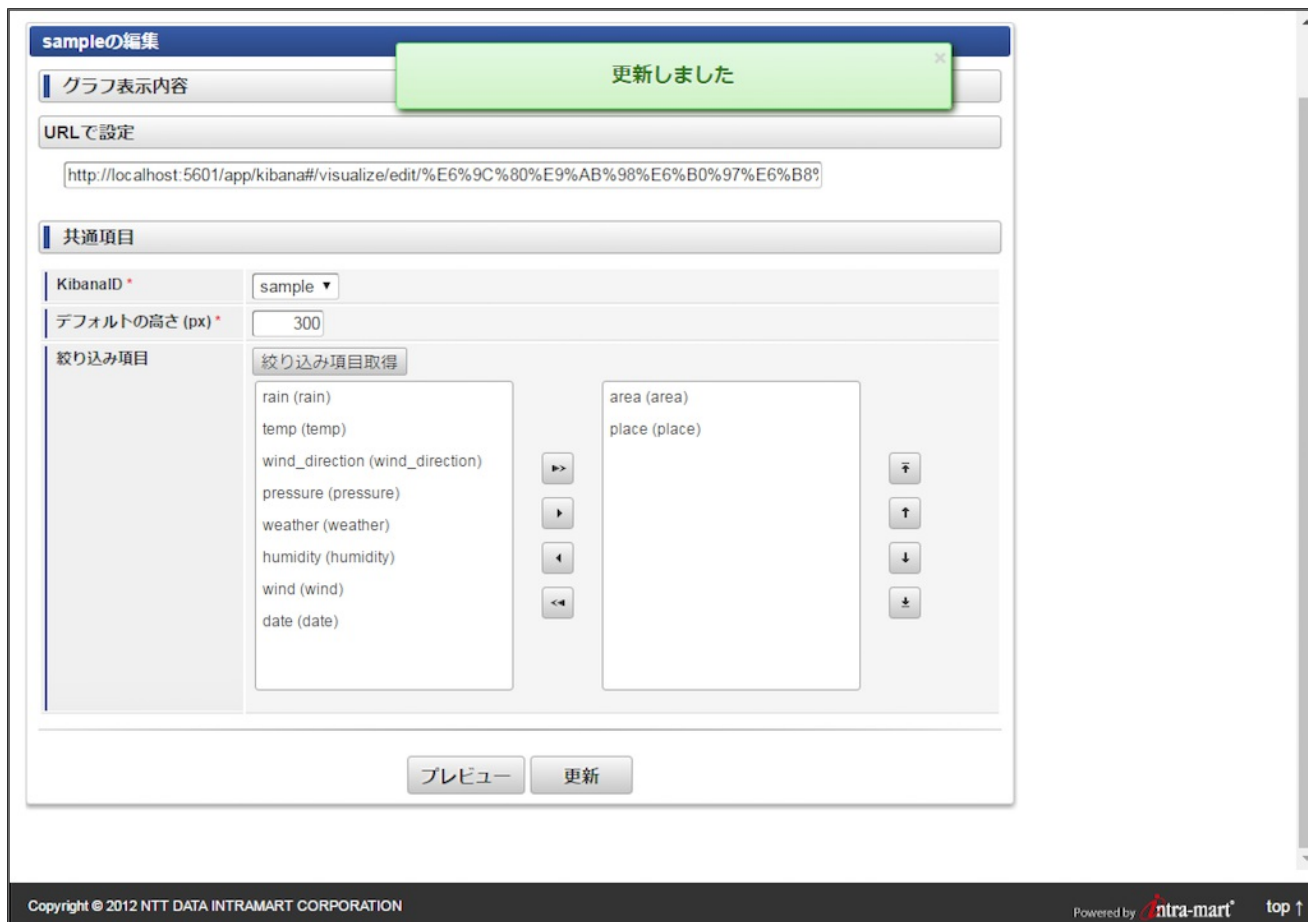 sampleの編集
更新しました
×
グラフ表示内容
URLで設定
http://localhost:5601/app/kibana#/visualize/edit/%E6%9C%80%E9%AB%98%E6%B0%97%E6%B8%
共通項目
KibanaID *
sample
デフォルトの高さ (px) *
300
絞り込み項目
絞り込み項目取得
rain (rain)
temp (temp)
wind_direction (wind_direction)
pressure (pressure)
weather (weather)
humidity (humidity)
wind (wind)
date (date)
area (area)
place (place)
プレビュー
更新
Copyright © 2012 NTT DATA INTRAMART CORPORATION
Powered by intra-mart®
top ↑